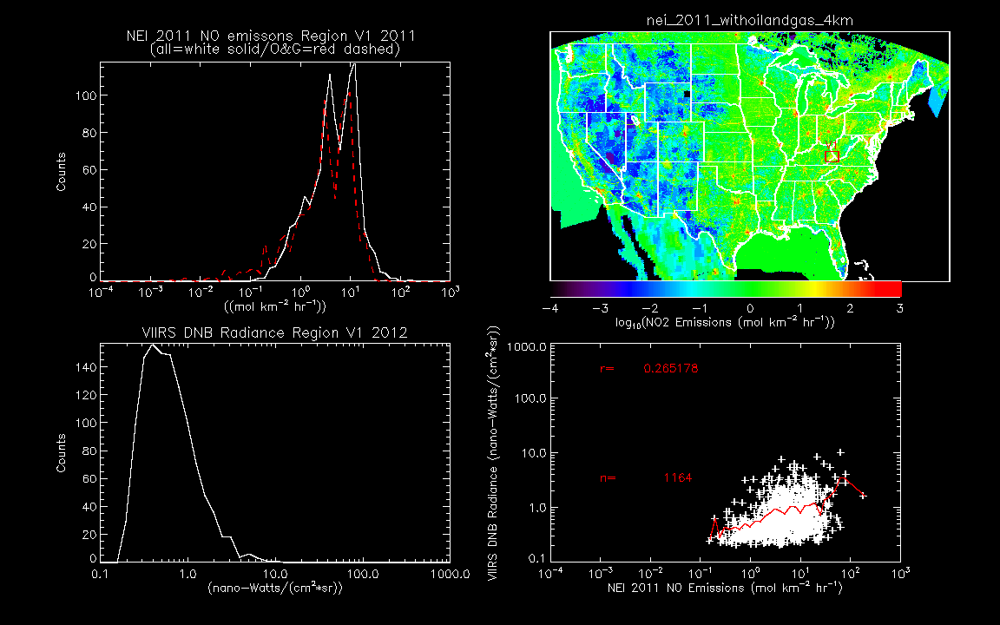 NEI 2011 NO emissons Region V1 2011
(all=white solid/O&G=red dashed)
Counts
100
80
60
40
20
0
10⁻⁴ 10⁻³ 10⁻² 10⁻¹ 10⁰ 10¹ 10² 10³
((mol km⁻² hr⁻¹))
nei_2011_withoilandgas_4km
V1
−4 −3 −2 −1 0 1 2 3
log₁₀(NO2 Emissions (mol km⁻² hr⁻¹))
VIIRS DNB Radiance Region V1 2012
Counts
140
120
100
80
60
40
20
0
0.1 1.0 10.0 100.0 1000.0
(nano−Watts/(cm²*sr))
VIIRS DNB Radiance (nano−Watts/(cm²*sr))
1000.0
100.0
10.0
1.0
0.1
r= 0.265178
n= 1164
10⁻⁴ 10⁻³ 10⁻² 10⁻¹ 10⁰ 10¹ 10² 10³
NEI 2011 NO Emissions (mol km⁻² hr⁻¹)